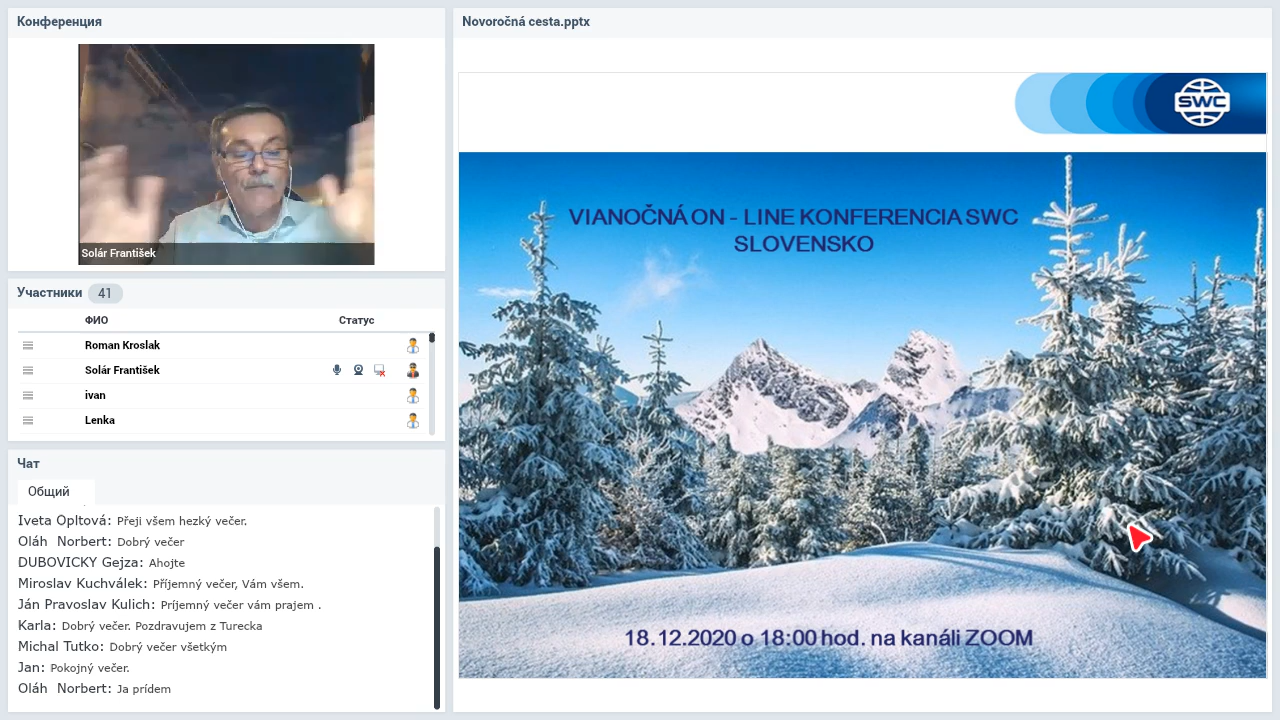 Конференция
Solár František
Участники 41
ФИО Статус
Roman Kroslak
Solár František
ivan
Lenka
Чат
Общий
Iveta Opltová: Přeji všem hezký večer.
Oláh Norbert: Dobrý večer
DUBOVICKY Gejza: Ahojte
Miroslav Kuchválek: Příjemný večer, Vám všem.
Ján Pravoslav Kulich: Príjemný večer vám prajem .
Karla: Dobrý večer. Pozdravujem z Turecka
Michal Tutko: Dobrý večer všetkým
Jan: Pokojný večer.
Oláh Norbert: Ja prídem
Novoročná cesta.pptx
SWC
VIANOČNÁ ON - LINE KONFERENCIA SWC
SLOVENSKO
18.12.2020 o 18:00 hod. na kanáli ZOOM